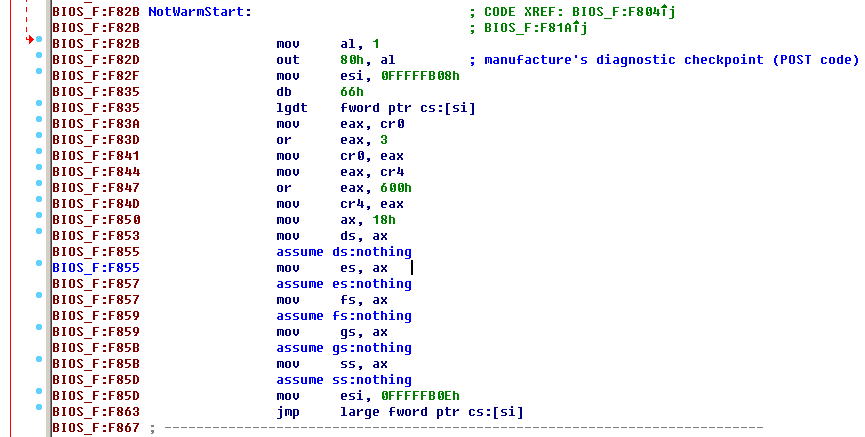 BIOS_F:F82B NotWarmStart: ; CODE XREF: BIOS_F:F804↑j
BIOS_F:F82B ; BIOS_F:F81A↑j
BIOS_F:F82B mov al, 1
BIOS_F:F82D out 80h, al ; manufacture's diagnostic checkpoint (POST code)
BIOS_F:F82F mov esi, 0FFFFFB08h
BIOS_F:F835 db 66h
BIOS_F:F835 lgdt fword ptr cs:[si]
BIOS_F:F83A mov eax, cr0
BIOS_F:F83D or eax, 3
BIOS_F:F841 mov cr0, eax
BIOS_F:F844 mov eax, cr4
BIOS_F:F847 or eax, 600h
BIOS_F:F84D mov cr4, eax
BIOS_F:F850 mov ax, 18h
BIOS_F:F853 mov ds, ax
BIOS_F:F855 assume ds:nothing
BIOS_F:F855 mov es, ax
BIOS_F:F857 assume es:nothing
BIOS_F:F857 mov fs, ax
BIOS_F:F859 assume fs:nothing
BIOS_F:F859 mov gs, ax
BIOS_F:F85B assume gs:nothing
BIOS_F:F85B mov ss, ax
BIOS_F:F85D assume ss:nothing
BIOS_F:F85D mov esi, 0FFFFFB0Eh
BIOS_F:F863 jmp large fword ptr cs:[si]
BIOS_F:F867 ; ---------------------------------------------------------------------------